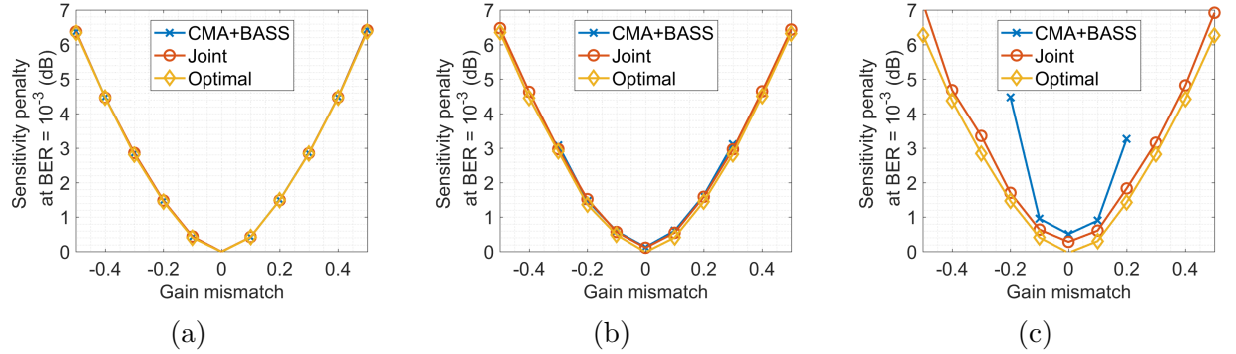 7
6
5
4
3
2
1
0
Sensitivity penalty
at BER = 10⁻³ (dB)
CMA+BASS
Joint
Optimal
-0.4 -0.2 0 0.2 0.4
Gain mismatch
(a)
7
6
5
4
3
2
1
0
Sensitivity penalty
at BER = 10⁻³ (dB)
CMA+BASS
Joint
Optimal
-0.4 -0.2 0 0.2 0.4
Gain mismatch
(b)
7
6
5
4
3
2
1
0
Sensitivity penalty
at BER = 10⁻³ (dB)
CMA+BASS
Joint
Optimal
-0.4 -0.2 0 0.2 0.4
Gain mismatch
(c)